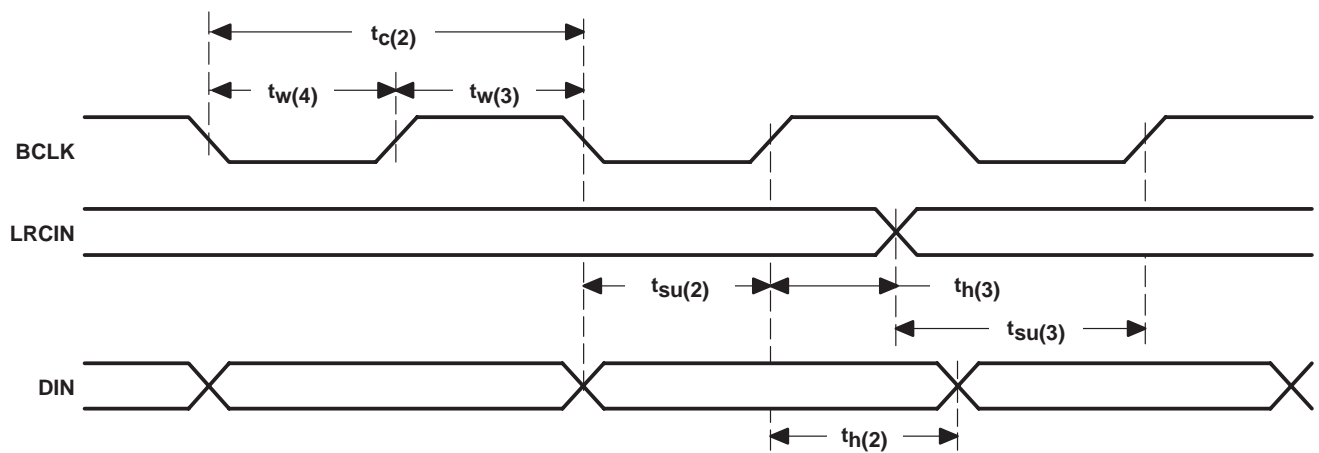 tc(2)
tw(4)
tw(3)
BCLK
LRCIN
tsu(2)
th(3)
tsu(3)
DIN
th(2)